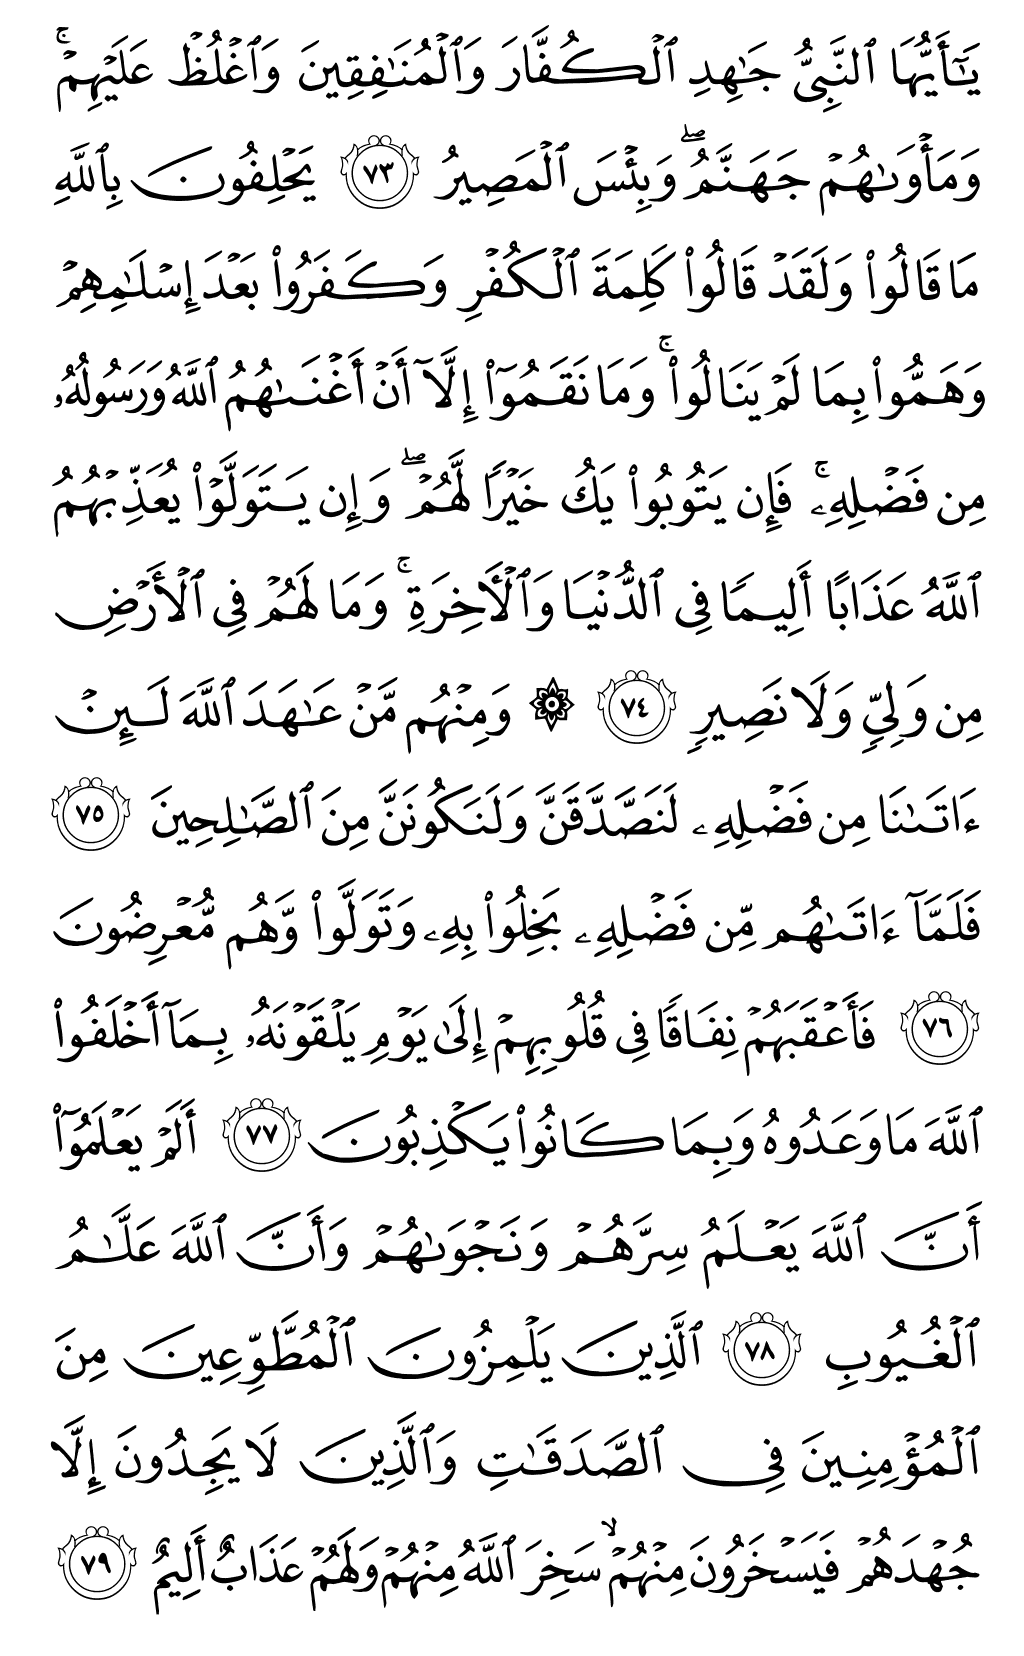 يَـٰٓأَيُّهَا ٱلنَّبِىُّ جَـٰهِدِ ٱلْكُفَّارَ وَٱلْمُنَـٰفِقِينَ وَٱغْلُظْ عَلَيْهِمْ ۚ
وَمَأْوَىٰهُمْ جَهَنَّمُ ۖ وَبِئْسَ ٱلْمَصِيرُ ٧٣ يَحْلِفُونَ بِٱللَّهِ
مَا قَالُوا۟ وَلَقَدْ قَالُوا۟ كَلِمَةَ ٱلْكُفْرِ وَكَفَرُوا۟ بَعْدَ إِسْلَـٰمِهِمْ
وَهَمُّوا۟ بِمَا لَمْ يَنَالُوا۟ ۚ وَمَا نَقَمُوٓا۟ إِلَّآ أَنْ أَغْنَىٰهُمُ ٱللَّهُ وَرَسُولُهُۥ
مِن فَضْلِهِۦ ۚ فَإِن يَتُوبُوا۟ يَكُ خَيْرًا لَّهُمْ ۖ وَإِن يَتَوَلَّوْا۟ يُعَذِّبْهُمُ
ٱللَّهُ عَذَابًا أَلِيمًا فِى ٱلدُّنْيَا وَٱلْـَٔاخِرَةِ ۚ وَمَا لَهُمْ فِى ٱلْأَرْضِ
مِن وَلِىٍّ وَلَا نَصِيرٍ ٧٤ ۞ وَمِنْهُم مَّنْ عَـٰهَدَ ٱللَّهَ لَئِنْ
ءَاتَىٰنَا مِن فَضْلِهِۦ لَنَصَّدَّقَنَّ وَلَنَكُونَنَّ مِنَ ٱلصَّـٰلِحِينَ ٧٥
فَلَمَّآ ءَاتَىٰهُم مِّن فَضْلِهِۦ بَخِلُوا۟ بِهِۦ وَتَوَلَّوا۟ وَّهُم مُّعْرِضُونَ
٧٦ فَأَعْقَبَهُمْ نِفَاقًا فِى قُلُوبِهِمْ إِلَىٰ يَوْمِ يَلْقَوْنَهُۥ بِمَآ أَخْلَفُوا۟
ٱللَّهَ مَا وَعَدُوهُ وَبِمَا كَانُوا۟ يَكْذِبُونَ ٧٧ أَلَمْ يَعْلَمُوٓا۟
أَنَّ ٱللَّهَ يَعْلَمُ سِرَّهُمْ وَنَجْوَىٰهُمْ وَأَنَّ ٱللَّهَ عَلَّـٰمُ
ٱلْغُيُوبِ ٧٨ ٱلَّذِينَ يَلْمِزُونَ ٱلْمُطَّوِّعِينَ مِنَ
ٱلْمُؤْمِنِينَ فِى ٱلصَّدَقَـٰتِ وَٱلَّذِينَ لَا يَجِدُونَ إِلَّا
جُهْدَهُمْ فَيَسْخَرُونَ مِنْهُمْ ۙ سَخِرَ ٱللَّهُ مِنْهُمْ وَلَهُمْ عَذَابٌ أَلِيمٌ ٧٩